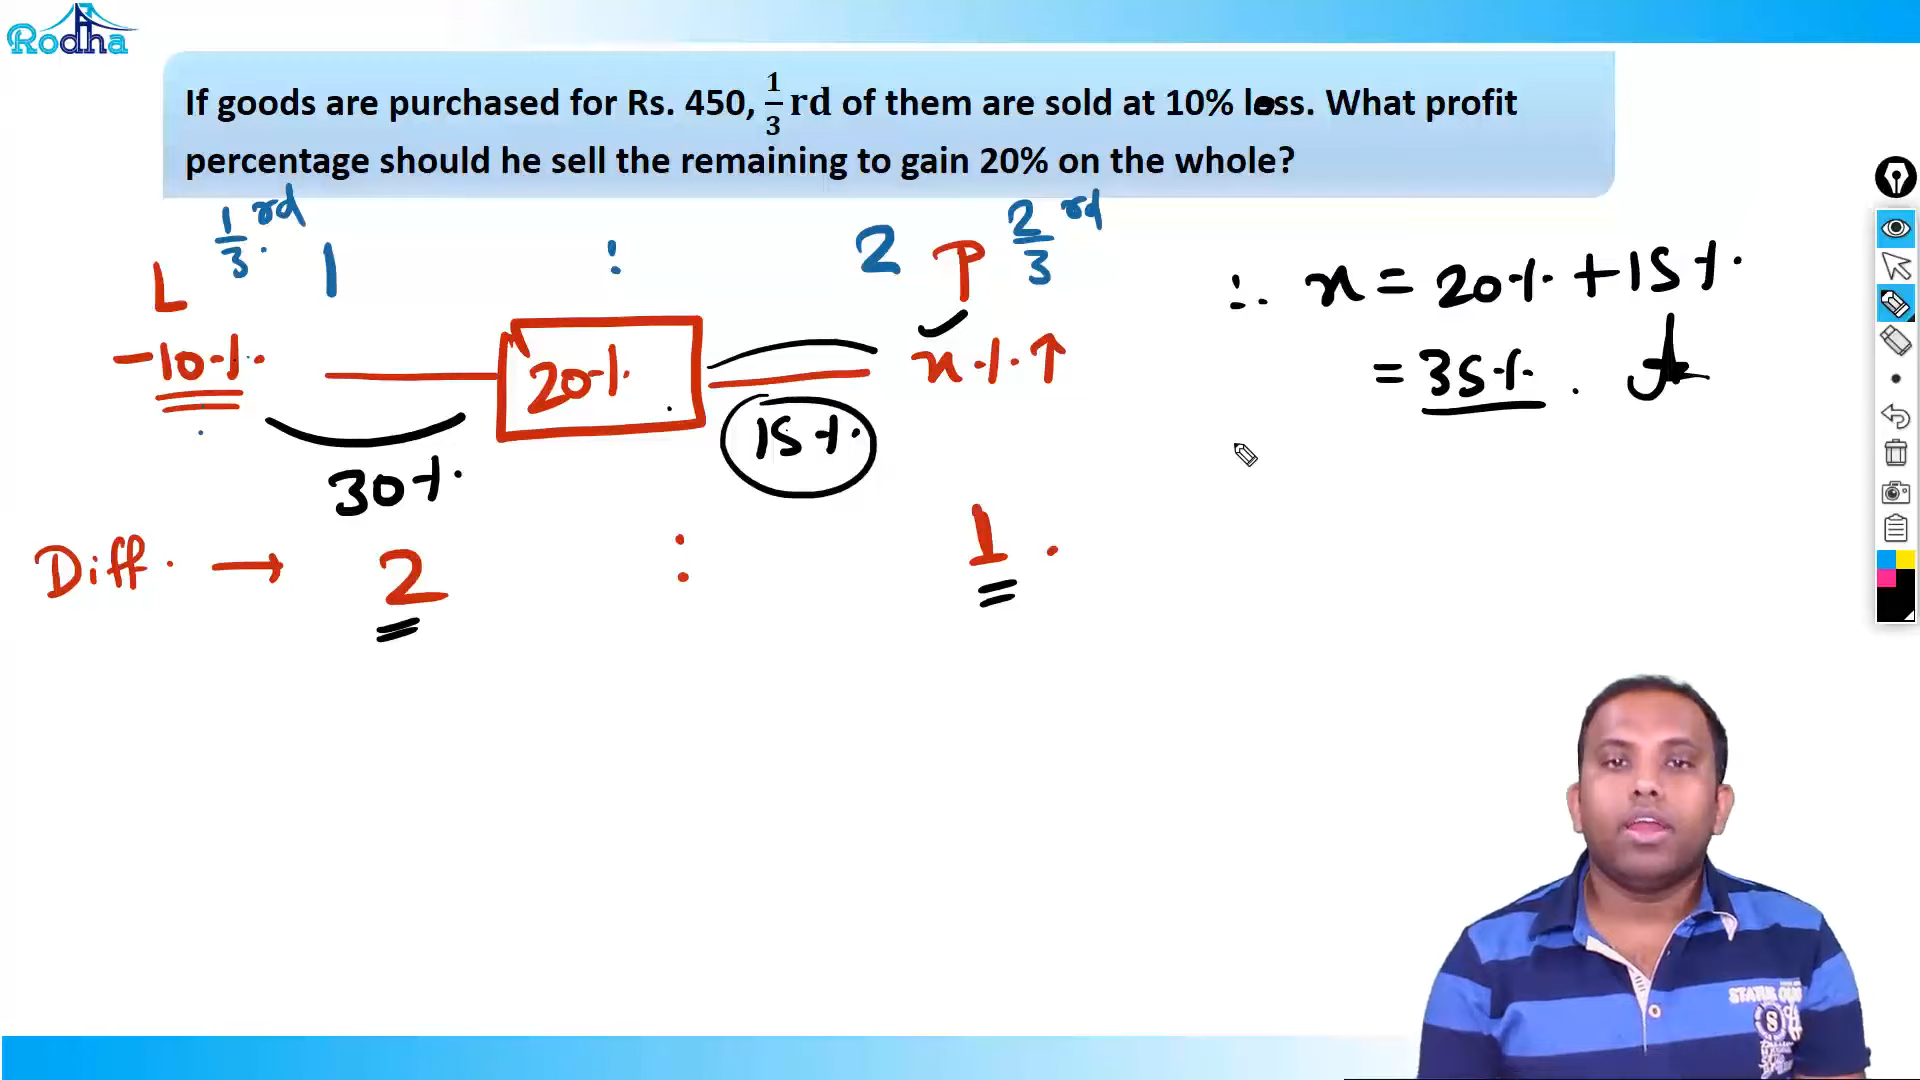 Rodha
If goods are purchased for Rs. 450, 1/3 rd of them are sold at 10% loss. What profit
percentage should he sell the remaining to gain 20% on the whole?
1/3 rd 1 : 2 P 2/3 rd
L
-10%. 20%. x%.↑
30%. 15%.
Diff. → 2 : 1.
∴ x = 20%. + 15%.
= 35%.
STATUS QUO
S